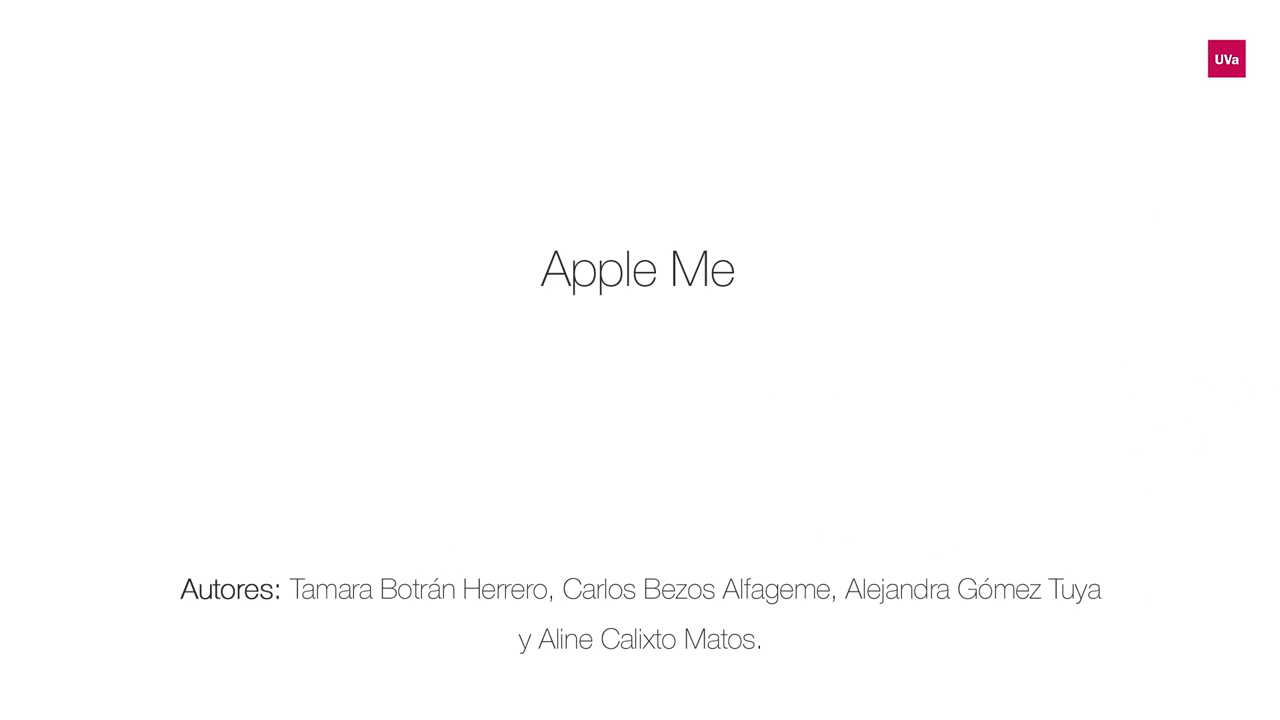 UVa
Apple Me
Autores: Tamara Botrán Herrero, Carlos Bezos Alfageme, Alejandra Gómez Tuya
y Aline Calixto Matos.